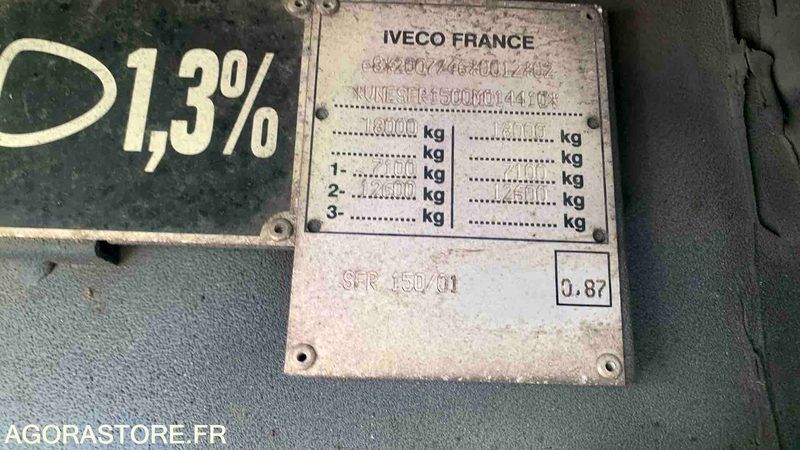 1,3%
IVECO FRANCE
e8*2007/46*0012*02
*VNESFR1500M014410*
18000 kg 18000 kg
kg kg
1- 7100 kg 7100 kg
2- 12600 kg 12600 kg
3- kg kg
SFR 150/01
0.87
AGORASTORE.FR